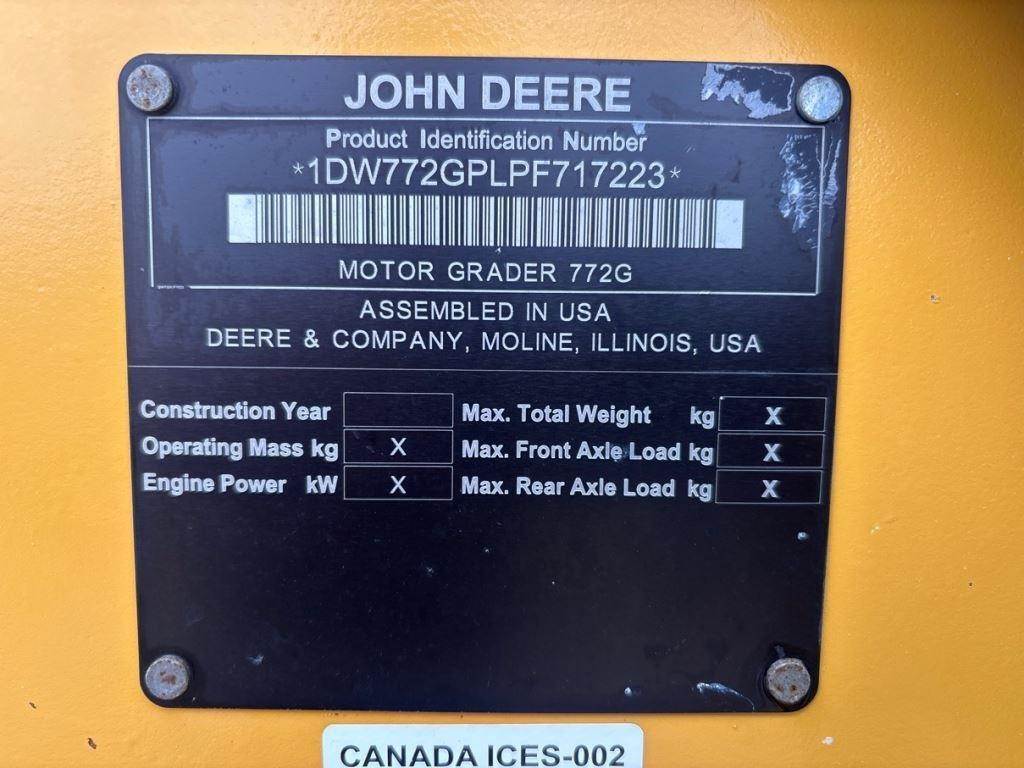 JOHN DEERE
Product Identification Number
*1DW772GPLPF717223*
MOTOR GRADER 772G
ASSEMBLED IN USA
DEERE & COMPANY, MOLINE, ILLINOIS, USA
Construction Year Max. Total Weight kg X
Operating Mass kg X Max. Front Axle Load kg X
Engine Power kW X Max. Rear Axle Load kg X
CANADA ICES-002